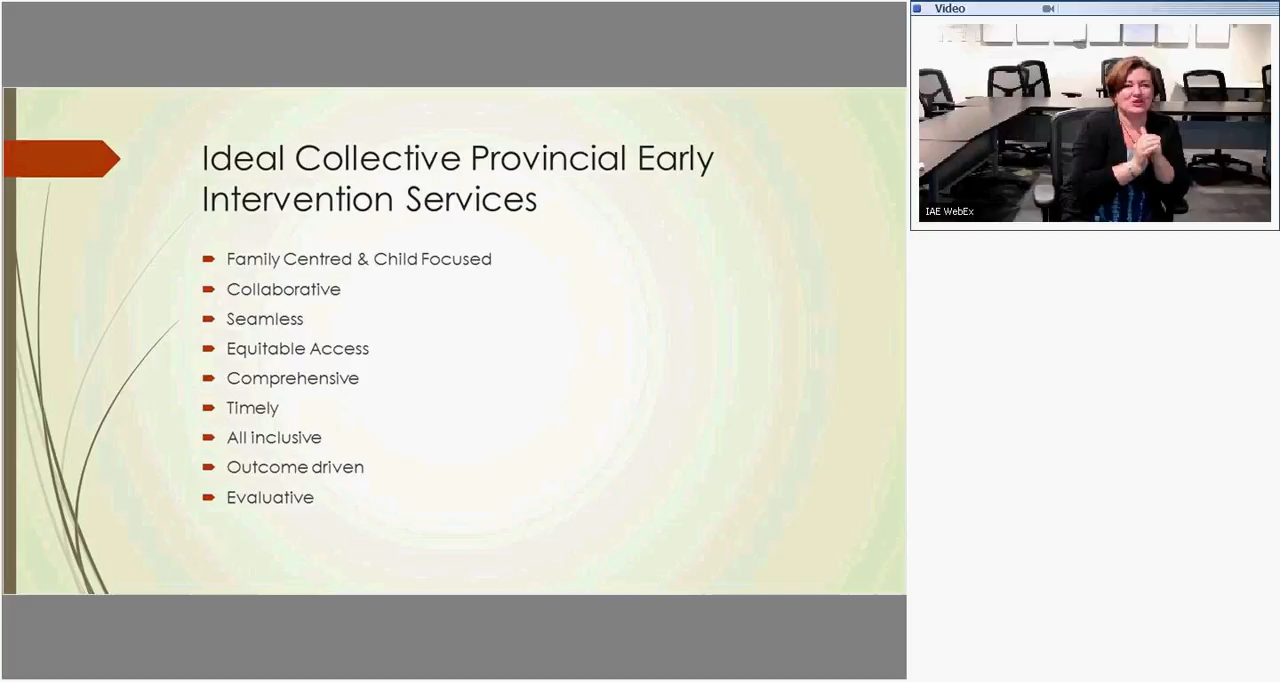 Ideal Collective Provincial Early
Intervention Services
Family Centred & Child Focused
Collaborative
Seamless
Equitable Access
Comprehensive
Timely
All inclusive
Outcome driven
Evaluative
Video
IAE WebEx